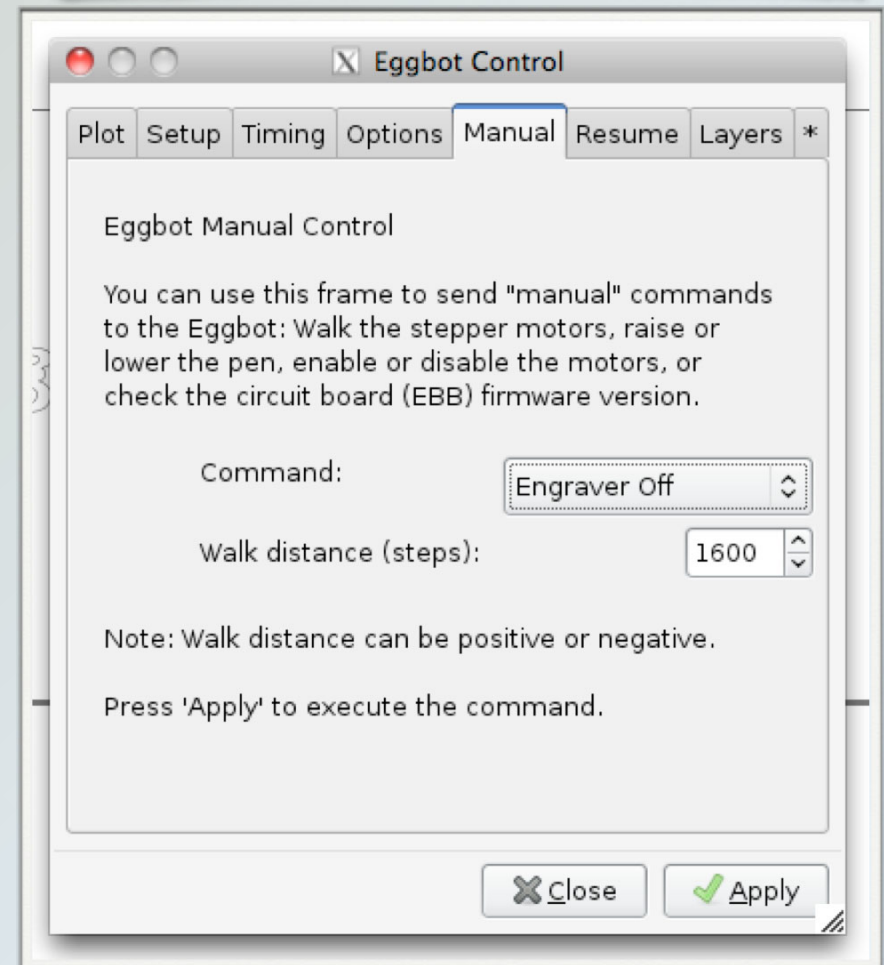 Eggbot Control
Plot Setup Timing Options Manual Resume Layers *
Eggbot Manual Control
You can use this frame to send "manual" commands
to the Eggbot: Walk the stepper motors, raise or
lower the pen, enable or disable the motors, or
check the circuit board (EBB) firmware version.
Command: Engraver Off
Walk distance (steps): 1600
Note: Walk distance can be positive or negative.
Press 'Apply' to execute the command.
Close Apply